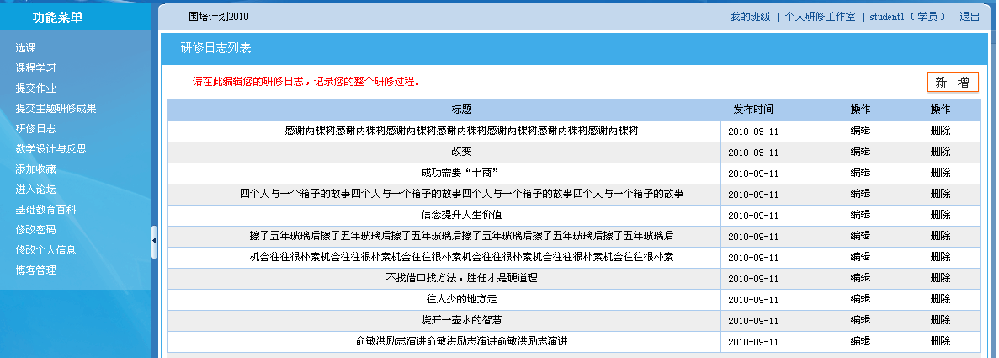 功能菜单
国培计划2010
我的班级 | 个人研修工作室 | student1（学员） | 退出
选课
课程学习
提交作业
提交主题研修成果
研修日志
教学设计与反思
添加收藏
进入论坛
基础教育百科
修改密码
修改个人信息
博客管理
研修日志列表
请在此编辑您的研修日志，记录您的整个研修过程。
新 增
标题 发布时间 操作 操作
感谢两棵树感谢两棵树感谢两棵树感谢两棵树感谢两棵树感谢两棵树感谢两棵树 2010-09-11 编辑 删除
改变 2010-09-11 编辑 删除
成功需要“十商” 2010-09-11 编辑 删除
四个人与一个箱子的故事四个人与一个箱子的故事四个人与一个箱子的故事四个人与一个箱子的故事 2010-09-11 编辑 删除
信念提升人生价值 2010-09-11 编辑 删除
擦了五年玻璃后擦了五年玻璃后擦了五年玻璃后擦了五年玻璃后擦了五年玻璃后擦了五年玻璃后 2010-09-11 编辑 删除
机会往往很朴素机会往往很朴素机会往往很朴素机会往往很朴素机会往往很朴素机会往往很朴素 2010-09-11 编辑 删除
不找借口找方法，胜任才是硬道理 2010-09-11 编辑 删除
往人少的地方走 2010-09-11 编辑 删除
烧开一壶水的智慧 2010-09-11 编辑 删除
俞敏洪励志演讲俞敏洪励志演讲俞敏洪励志演讲 2010-09-11 编辑 删除